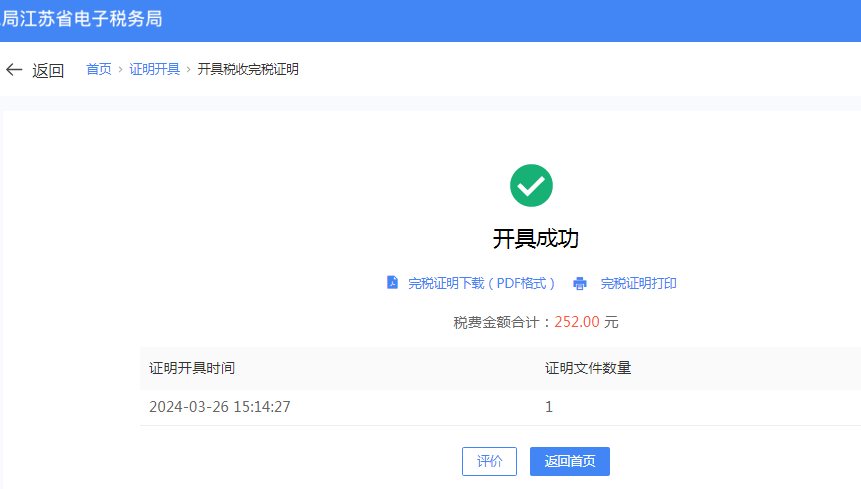 局江苏省电子税务局
返回 首页 > 证明开具 > 开具税收完税证明
开具成功
完税证明下载（PDF格式） 完税证明打印
税费金额合计：252.00 元
证明开具时间 证明文件数量
2024-03-26 15:14:27 1
评价 返回首页